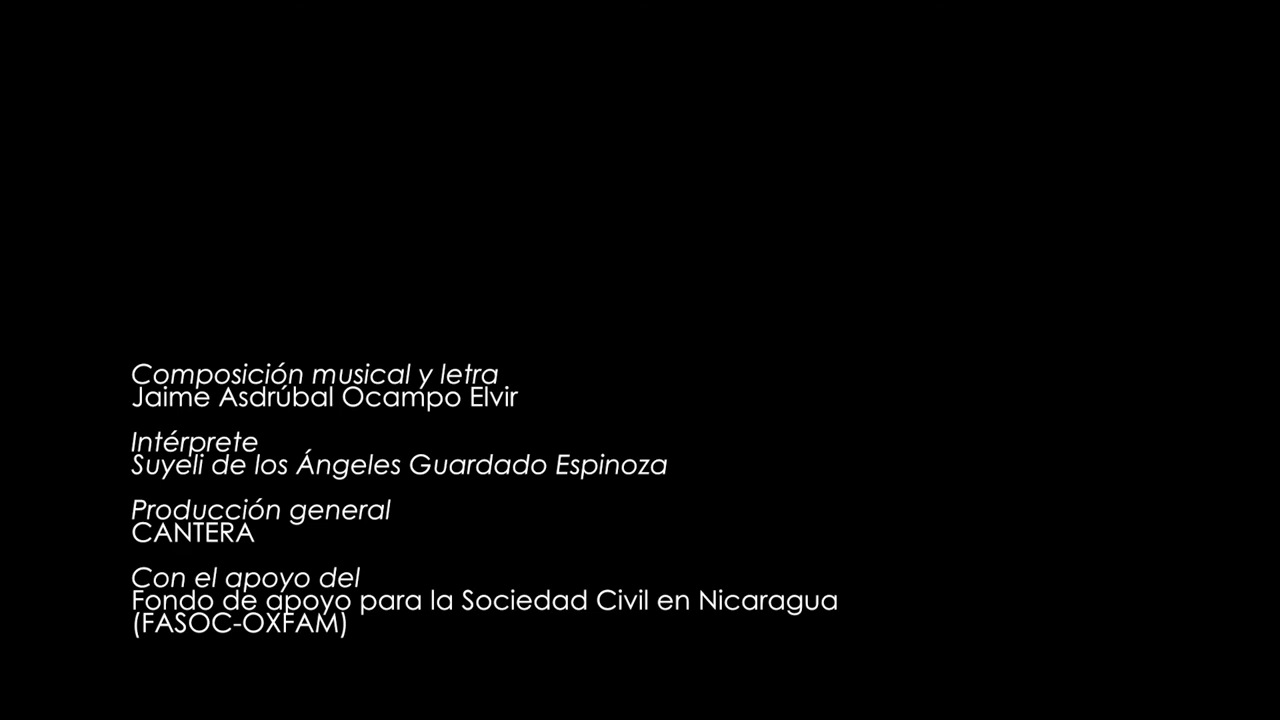 Composición musical y letra
Jaime Asdrúbal Ocampo Elvir
Intérprete
Suyeli de los Ángeles Guardado Espinoza
Producción general
CANTERA
Con el apoyo del
Fondo de apoyo para la Sociedad Civil en Nicaragua
(FASOC-OXFAM)